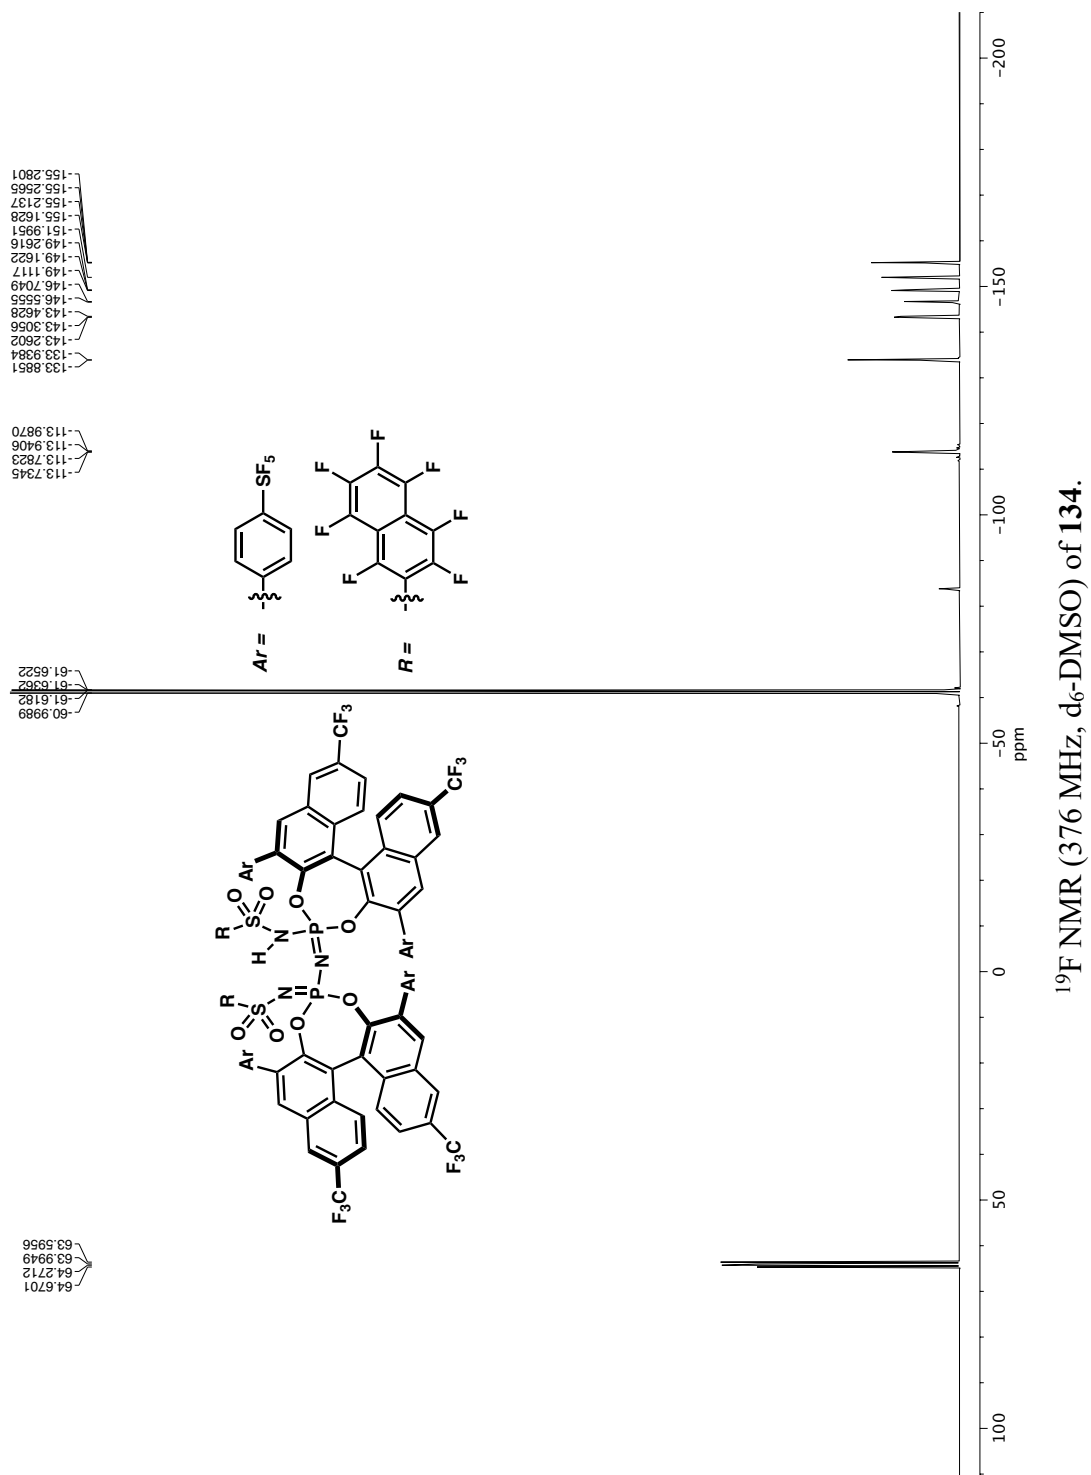 64.6701
64.2712
63.9949
63.5956
-60.9989
-61.6182
-61.6362
-61.6522
-113.7345
-113.7823
-113.9406
-113.9870
-133.8851
-133.9384
-143.2602
-143.3056
-143.4628
-146.5555
-146.7049
-149.1117
-149.1622
-149.2616
-151.9951
-155.1628
-155.2137
-155.2565
-155.2801
R
R
O
S
O
H
N
S
O
O
N
Ar
O
P
N
P
O
Ar
O
O
Ar
Ar
F₃C
CF₃
F₃C
CF₃
Ar =
SF₅
R =
F
F
F
F
F
F
F
100
50
0
-50
-100
-150
-200
ppm
¹⁹F NMR (376 MHz, d₆-DMSO) of 134.